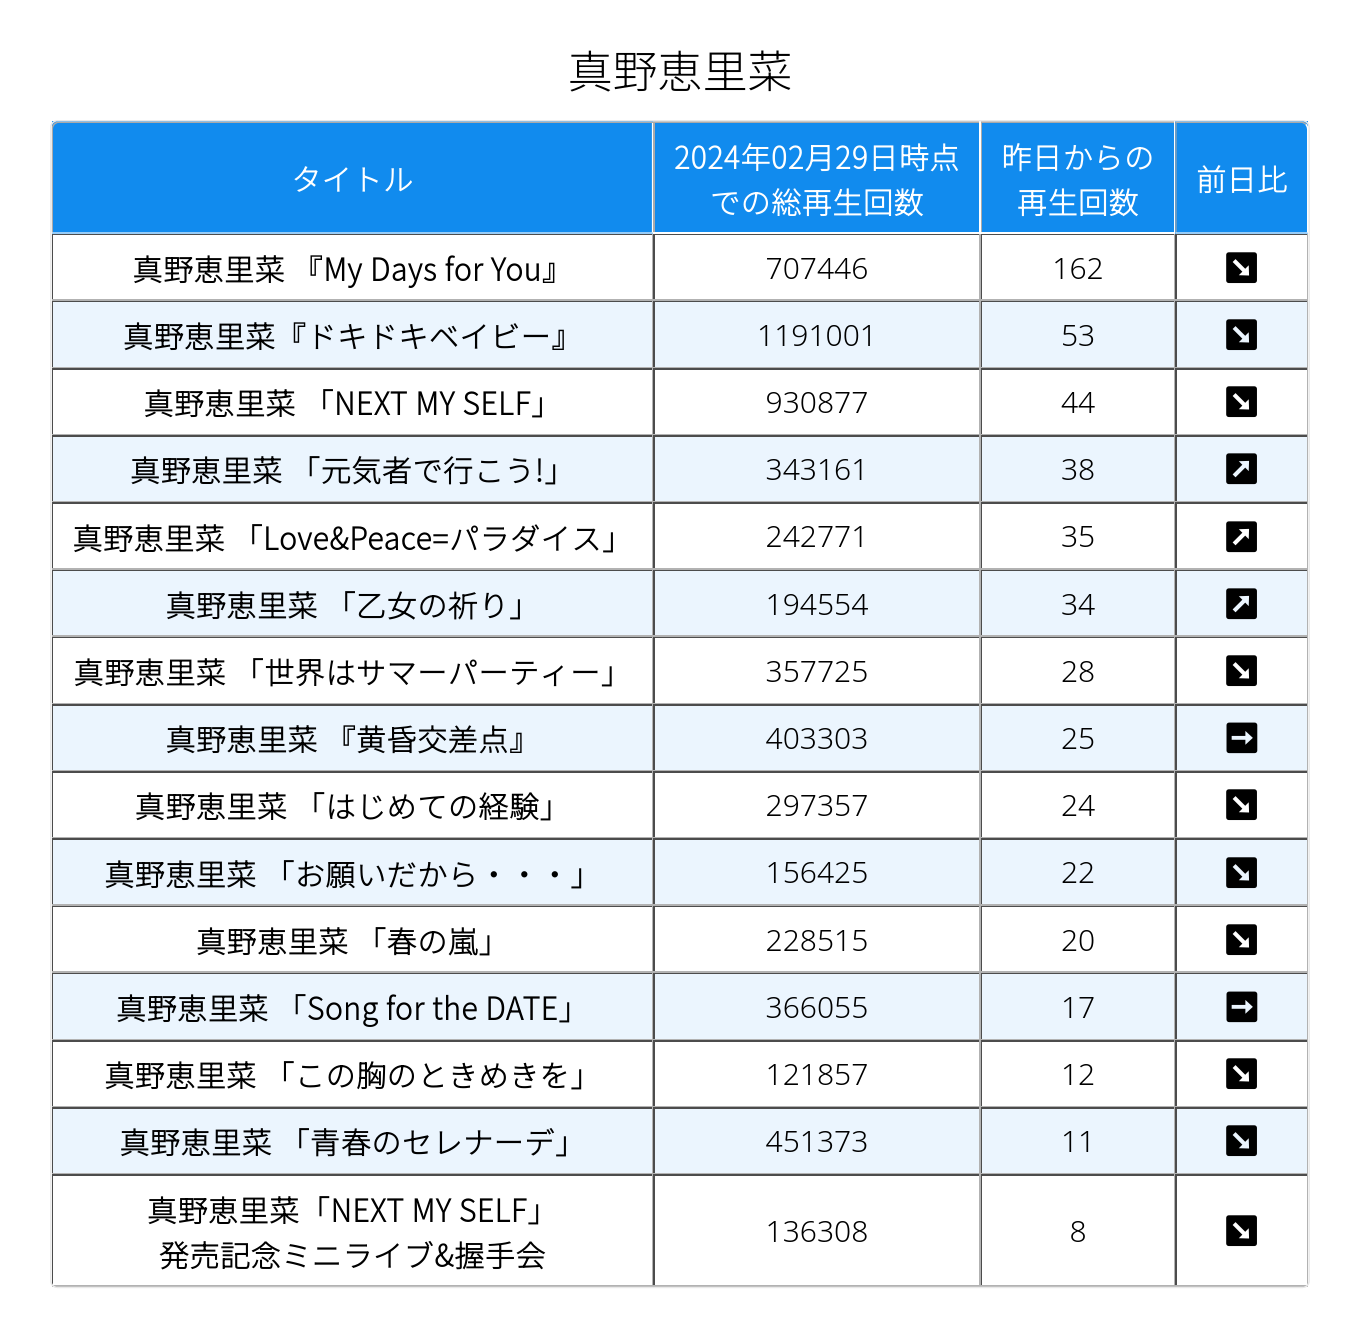 真野恵里菜
タイトル
2024年02月29日時点
での総再生回数
昨日からの
再生回数
前日比
真野恵里菜 『My Days for You』 707446 162 ↘
真野恵里菜『ドキドキベイビー』 1191001 53 ↘
真野恵里菜 「NEXT MY SELF」 930877 44 ↘
真野恵里菜 「元気者で行こう!」 343161 38 ↗
真野恵里菜 「Love&Peace=パラダイス」 242771 35 ↗
真野恵里菜 「乙女の祈り」 194554 34 ↗
真野恵里菜 「世界はサマーパーティー」 357725 28 ↘
真野恵里菜 『黄昏交差点』 403303 25 →
真野恵里菜 「はじめての経験」 297357 24 ↘
真野恵里菜 「お願いだから・・・」 156425 22 ↘
真野恵里菜 「春の嵐」 228515 20 ↘
真野恵里菜 「Song for the DATE」 366055 17 →
真野恵里菜 「この胸のときめきを」 121857 12 ↘
真野恵里菜 「青春のセレナーデ」 451373 11 ↘
真野恵里菜「NEXT MY SELF」
発売記念ミニライブ&握手会 136308 8 ↘